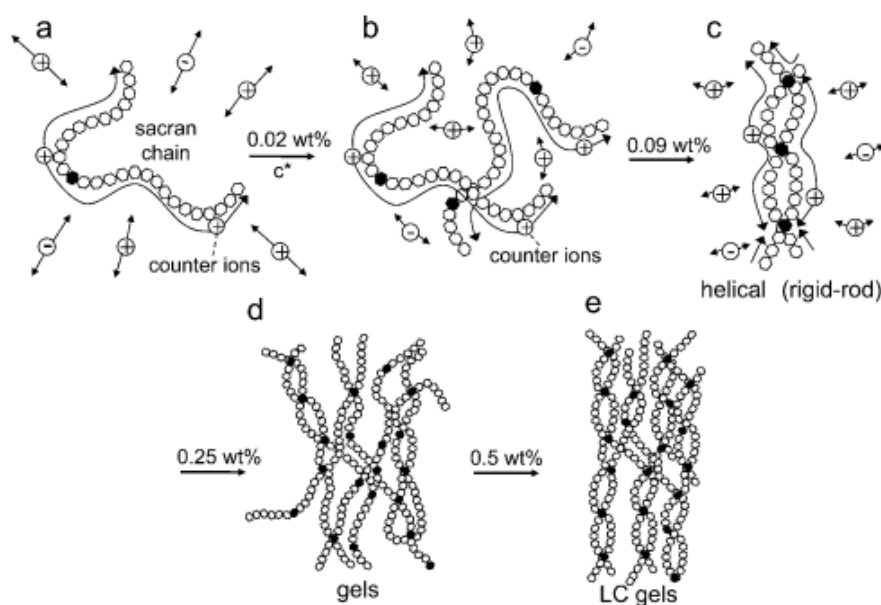 a
b
c
sacran
chain
0.02 wt%
c*
0.09 wt%
counter ions
counter ions
helical (rigid-rod)
d
e
0.25 wt%
0.5 wt%
gels
LC gels